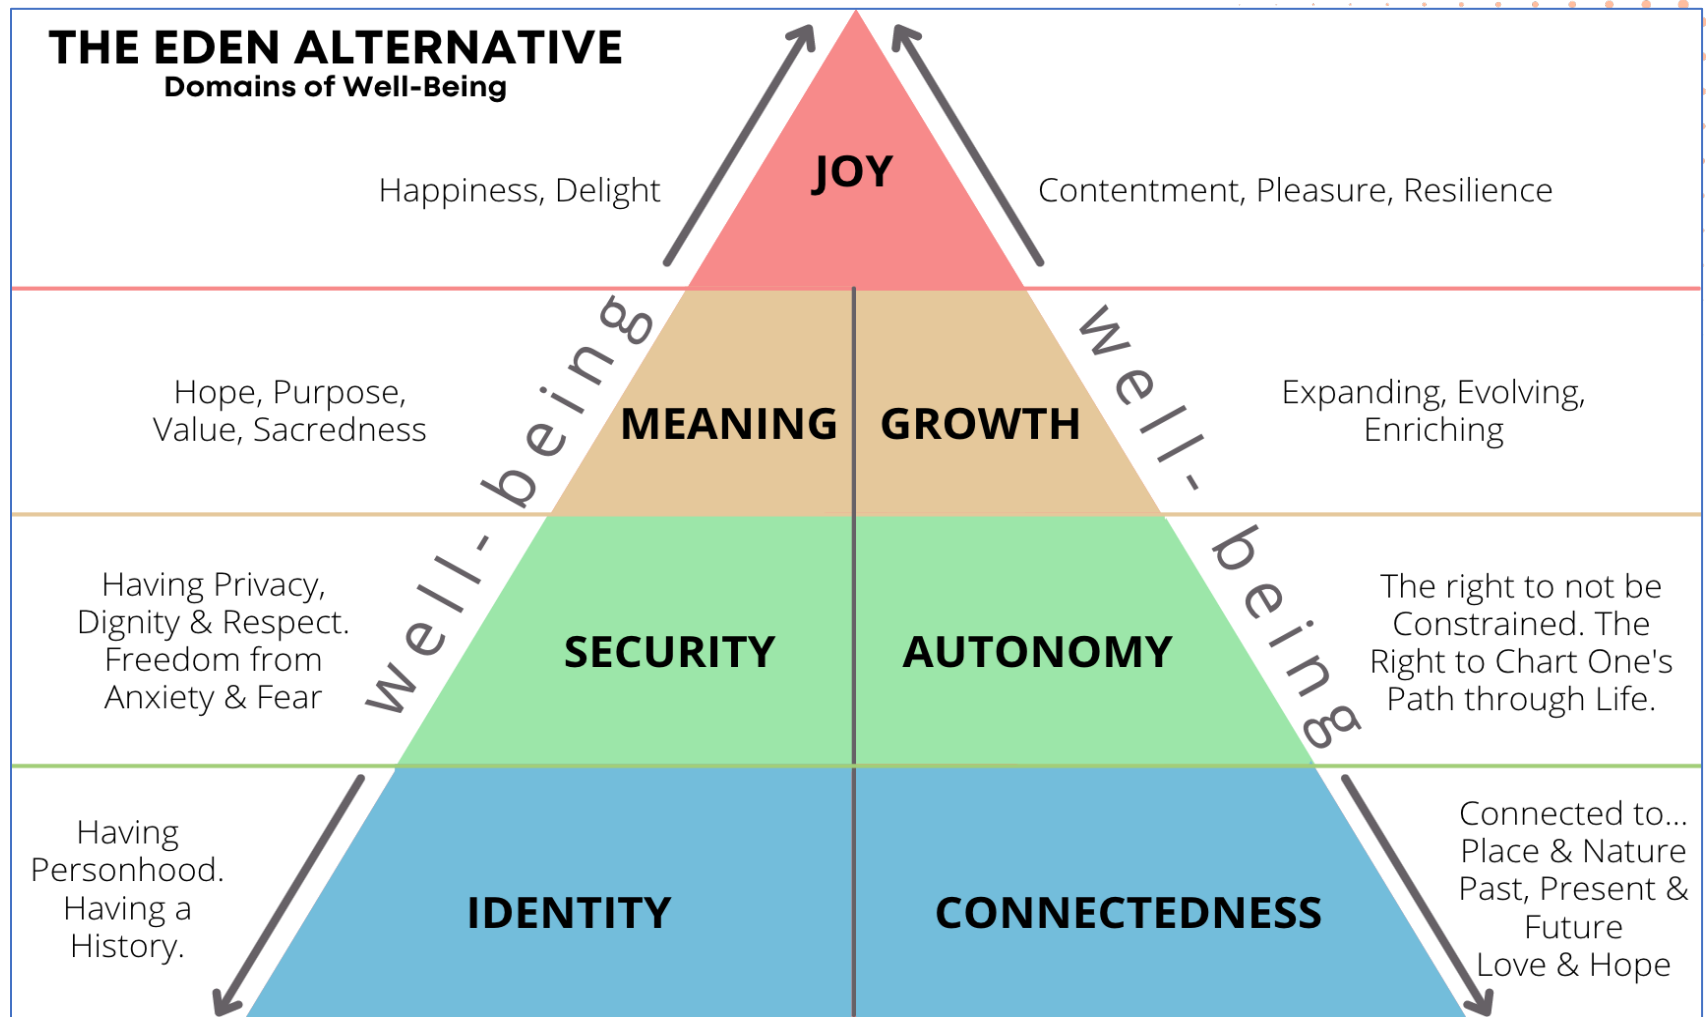 THE EDEN ALTERNATIVE
Domains of Well-Being
JOY
Happiness, Delight
Contentment, Pleasure, Resilience
well-being
well-being
Hope, Purpose,
Value, Sacredness
MEANING
GROWTH
Expanding, Evolving,
Enriching
Having Privacy,
Dignity & Respect.
Freedom from
Anxiety & Fear
SECURITY
AUTONOMY
The right to not be
Constrained. The
Right to Chart One's
Path through Life.
Having
Personhood.
Having a
History.
IDENTITY
CONNECTEDNESS
Connected to...
Place & Nature
Past, Present &
Future
Love & Hope